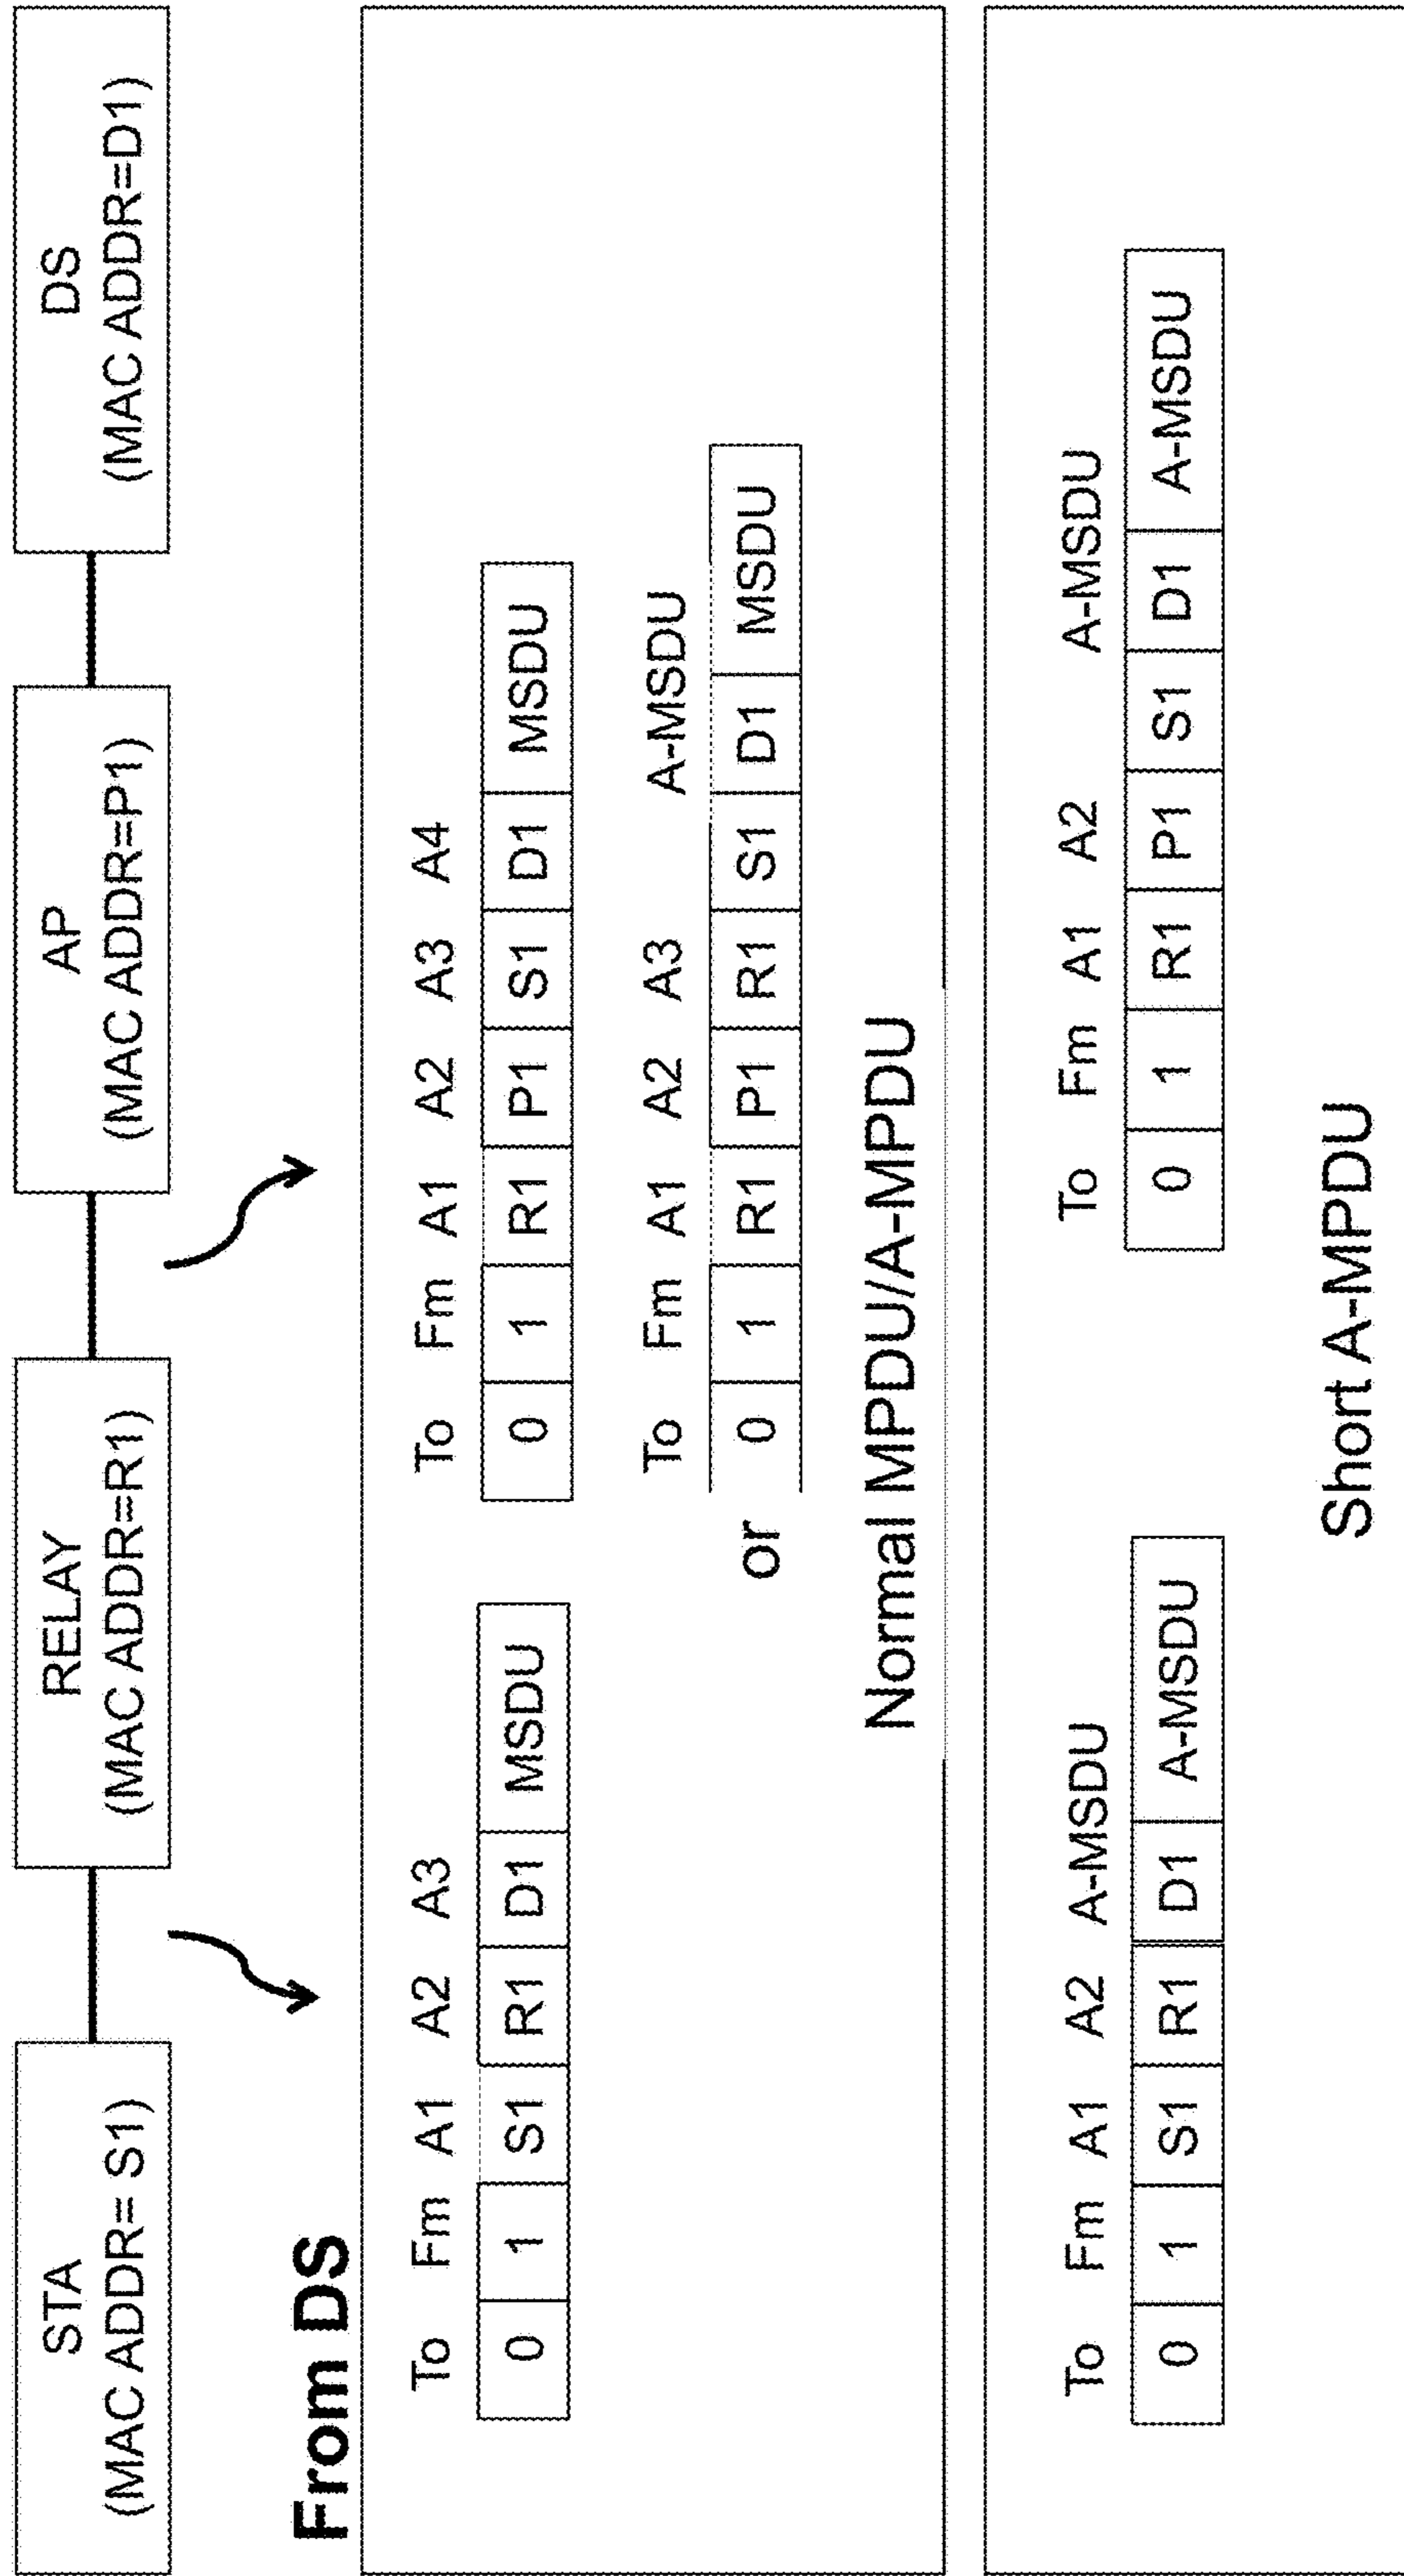 STA
(MAC ADDR= S1)
RELAY
(MAC ADDR=R1)
AP
(MAC ADDR=P1)
DS
(MAC ADDR=D1)
From DS
To Fm A1 A2 A3
0 1 S1 R1 D1 MSDU
To Fm A1 A2 A3 A4
0 1 R1 P1 S1 D1 MSDU
or
To Fm A1 A2 A3 A-MSDU
0 1 R1 P1 R1 S1 D1 MSDU
Normal MPDU/A-MPDU
To Fm A1 A2 A-MSDU
0 1 S1 R1 D1 A-MSDU
To Fm A1 A2 A-MSDU
0 1 R1 P1 S1 D1 A-MSDU
Short A-MPDU